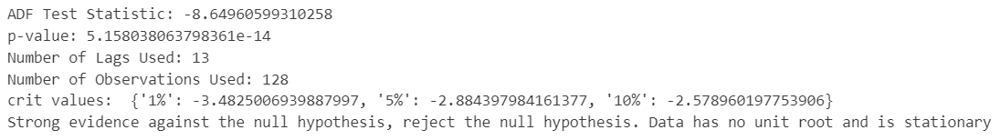 ADF Test Statistic: -8.64960599310258
p-value: 5.158038063798361e-14
Number of Lags Used: 13
Number of Observations Used: 128
crit values:  {'1%': -3.4825006939887997, '5%': -2.884397984161377, '10%': -2.578960197753906}
Strong evidence against the null hypothesis, reject the null hypothesis. Data has no unit root and is stationary